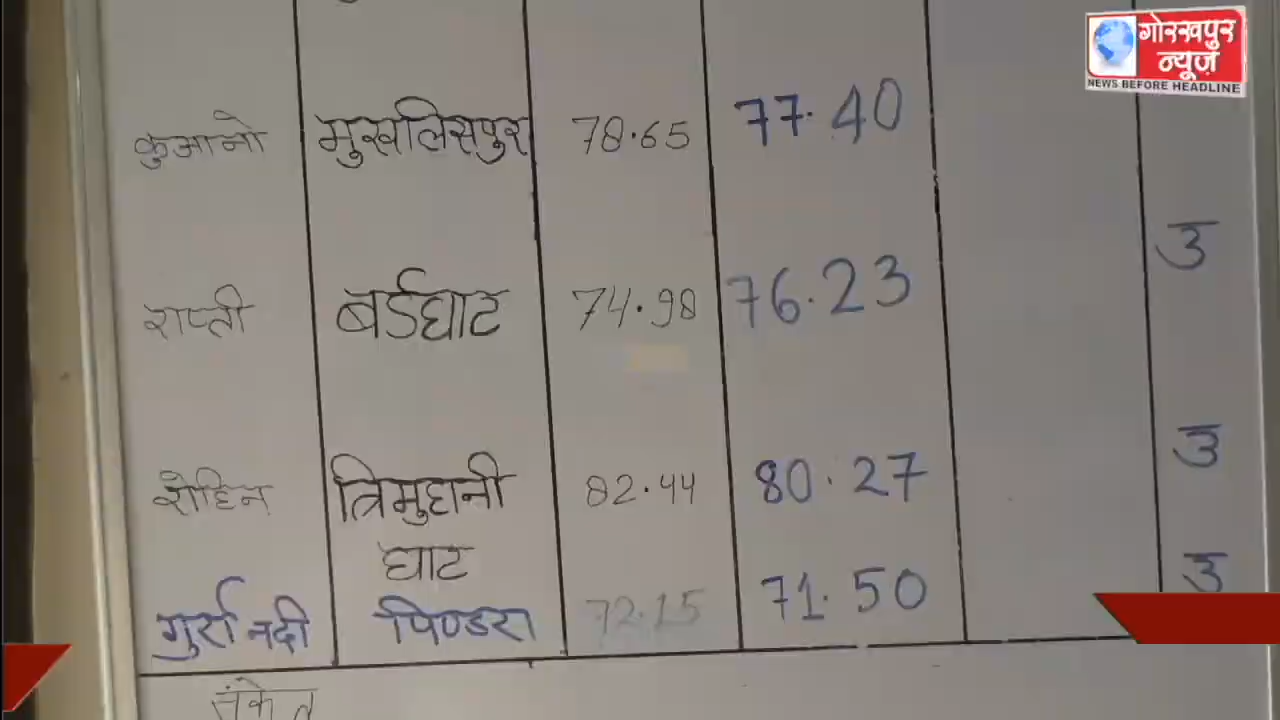 गोरखपुर
न्यूज़
NEWS BEFORE HEADLINE
कुआनो मुखलिसपुर 78.65 77.40
उ
राप्ती बर्डघाट 74.98 76.23
उ
रोहिन त्रिमुहानी 82.44 80.27
घाट
उ
गुर्रा नदी पिण्डरा 72.15 71.50
संकेत